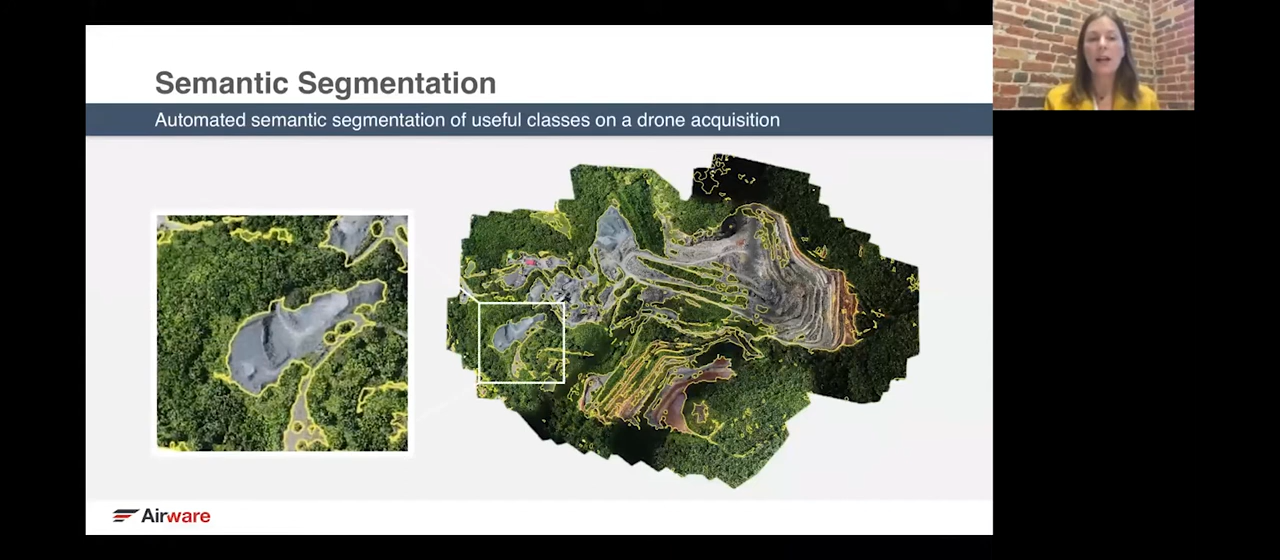 Semantic Segmentation
Automated semantic segmentation of useful classes on a drone acquisition
Airware